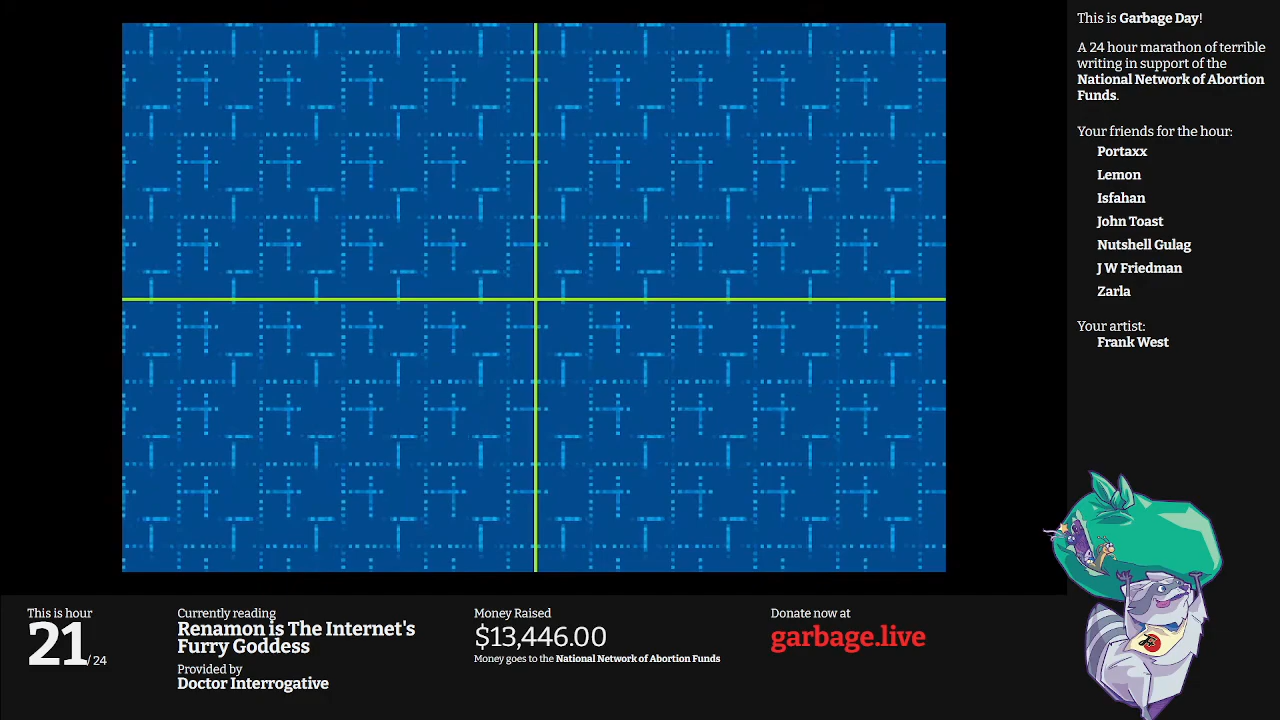 This is Garbage Day!
A 24 hour marathon of terrible
writing in support of the
National Network of Abortion
Funds.
Your friends for the hour:
Portaxx
Lemon
Isfahan
John Toast
Nutshell Gulag
J W Friedman
Zarla
Your artist:
Frank West
This is hour
21/24
Currently reading
Renamon is The Internet's
Furry Goddess
Provided by
Doctor Interrogative
Money Raised
$13,446.00
Money goes to the National Network of Abortion Funds
Donate now at
garbage.live